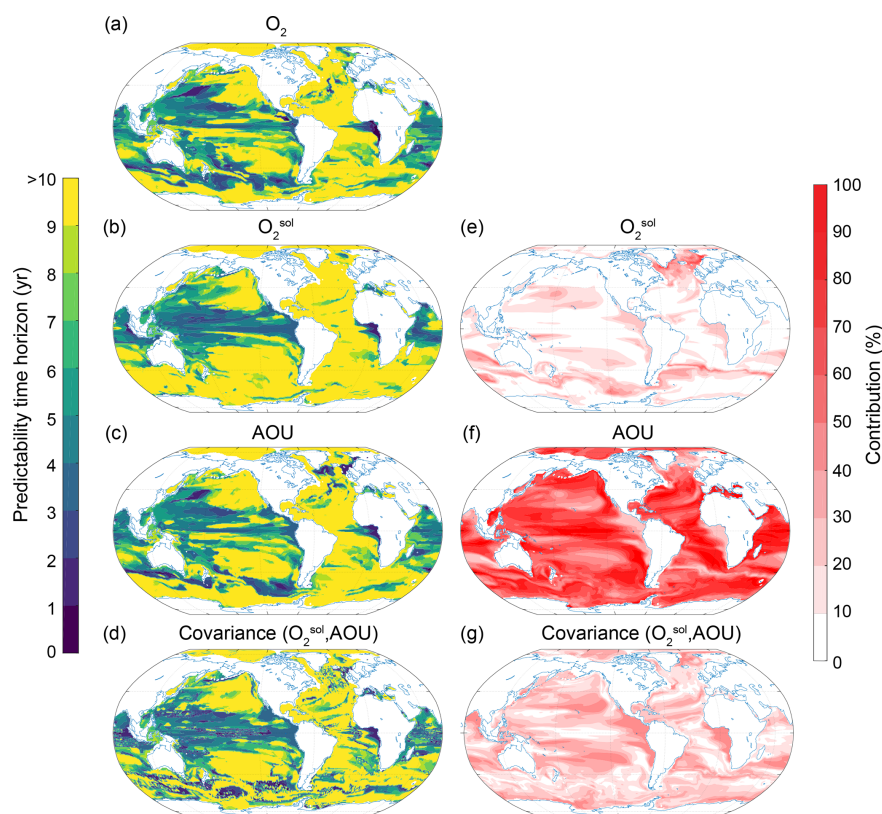 (a)
O₂
>10
9
8
7
6
5
4
3
2
1
0
Predictability time horizon (yr)
(b)
O₂ˢᵒˡ
(e)
O₂ˢᵒˡ
100
90
80
70
60
50
40
30
20
10
0
Contribution (%)
(c)
AOU
(f)
AOU
(d)
Covariance (O₂ˢᵒˡ,AOU)
(g)
Covariance (O₂ˢᵒˡ,AOU)